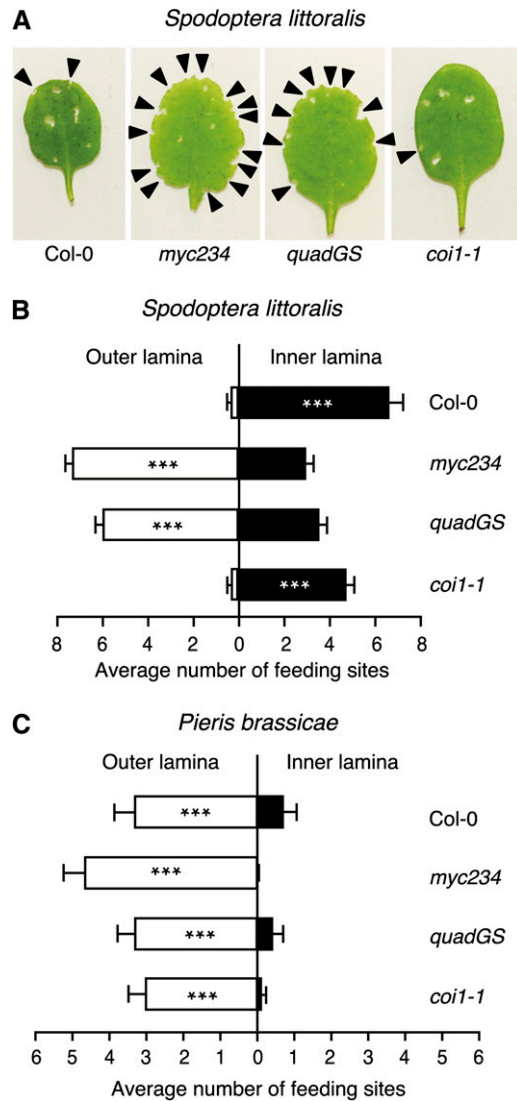 A
Spodoptera littoralis
Col-0 myc234 quadGS coi1-1
B
Spodoptera littoralis
Outer lamina Inner lamina
*** Col-0
*** myc234
*** quadGS
*** coi1-1
8 6 4 2 0 2 4 6 8
Average number of feeding sites
C
Pieris brassicae
Outer lamina Inner lamina
*** Col-0
*** myc234
*** quadGS
*** coi1-1
6 5 4 3 2 1 0 1 2 3 4 5 6
Average number of feeding sites